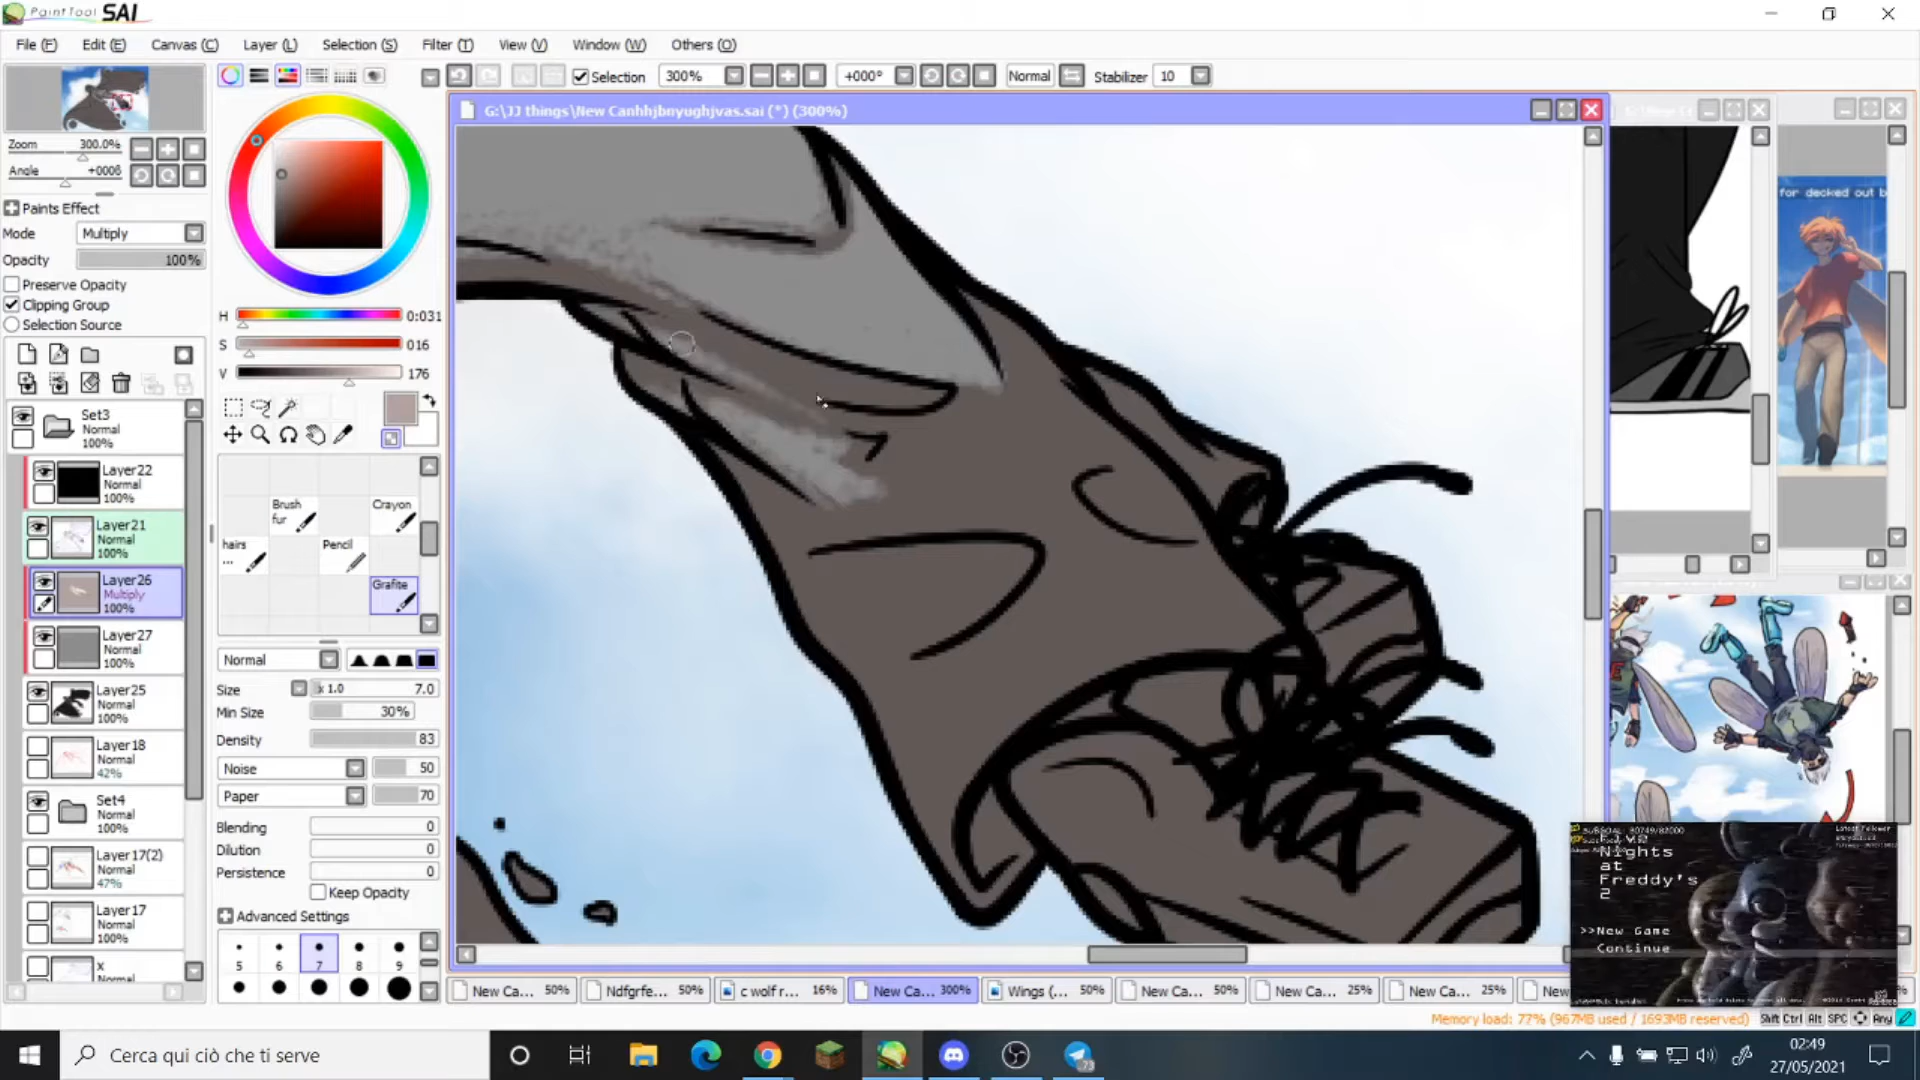 PaintTool SAI
File (F) Edit (E) Canvas (C) Layer (L) Selection (S) Filter (T) View (V) Window (W) Others (O)
Selection 300% +000° Normal Stabilizer 10
G:\JJ things\New Canhhjbnyughjvas.sai (*) (300%)
for decked out b
Zoom 300.0%
Angle +000ß
Paints Effect
Mode Multiply
Opacity 100%
Preserve Opacity
Clipping Group
Selection Source
H 0:031
S 016
V 176
Set3
Normal
100%
Layer22
Normal
100%
Layer21
Normal
100%
Layer26
Multiply
100%
Layer27
Normal
100%
Layer25
Normal
100%
Layer18
Normal
42%
Set4
Normal
100%
Layer17(2)
Normal
47%
Layer17
Normal
100%
x
Normal
Brush
fur
Crayon
hairs
...
Pencil
Grafite
Normal
Size x 1.0 7.0
Min Size 30%
Density 83
Noise 50
Paper 70
Blending 0
Dilution 0
Persistence 0
Keep Opacity
Advanced Settings
5 6 7 8 9
Nights
at
Freddy's
2
>>New Game
Continue
New Ca... 50%
Ndfgrfe... 50%
c wolf r... 16%
New Ca... 300%
Wings (... 50%
New Ca... 50%
New Ca... 25%
New Ca... 25%
New
Memory load: 77% (967MB used / 1693MB reserved) Shift Ctrl Alt SPC Any
Cerca qui ciò che ti serve
73
02:49
27/05/2021